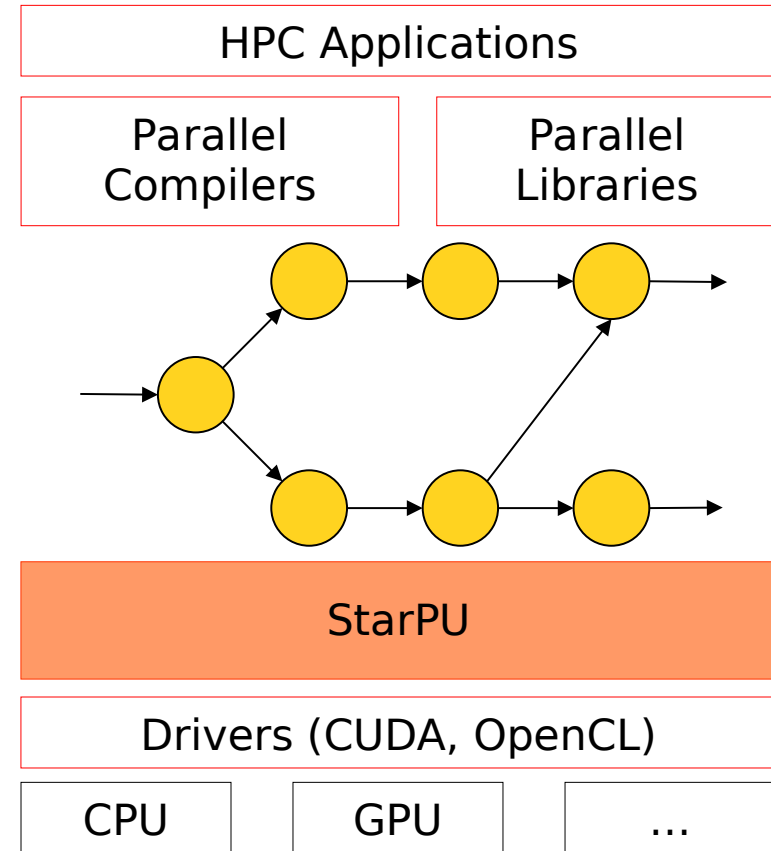 HPC Applications
Parallel
Compilers
Parallel
Libraries
StarPU
Drivers (CUDA, OpenCL)
CPU
GPU
...